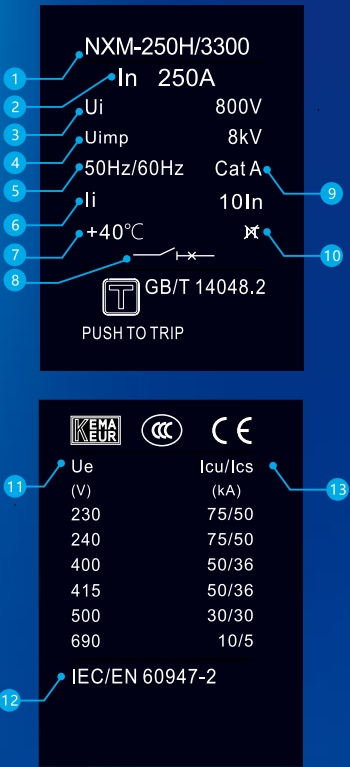 NXM-250H/3300
1
In 250A
2
Ui 800V
3
Uimp 8kV
4
50Hz/60Hz Cat A
5
9
Ii 10In
6
+40℃
7
10
8
T GB/T 14048.2
PUSH TO TRIP
KEMA EUR CCC CE
Ue Icu/Ics
11
13
(V) (kA)
230 75/50
240 75/50
400 50/36
415 50/36
500 30/30
690 10/5
IEC/EN 60947-2
12